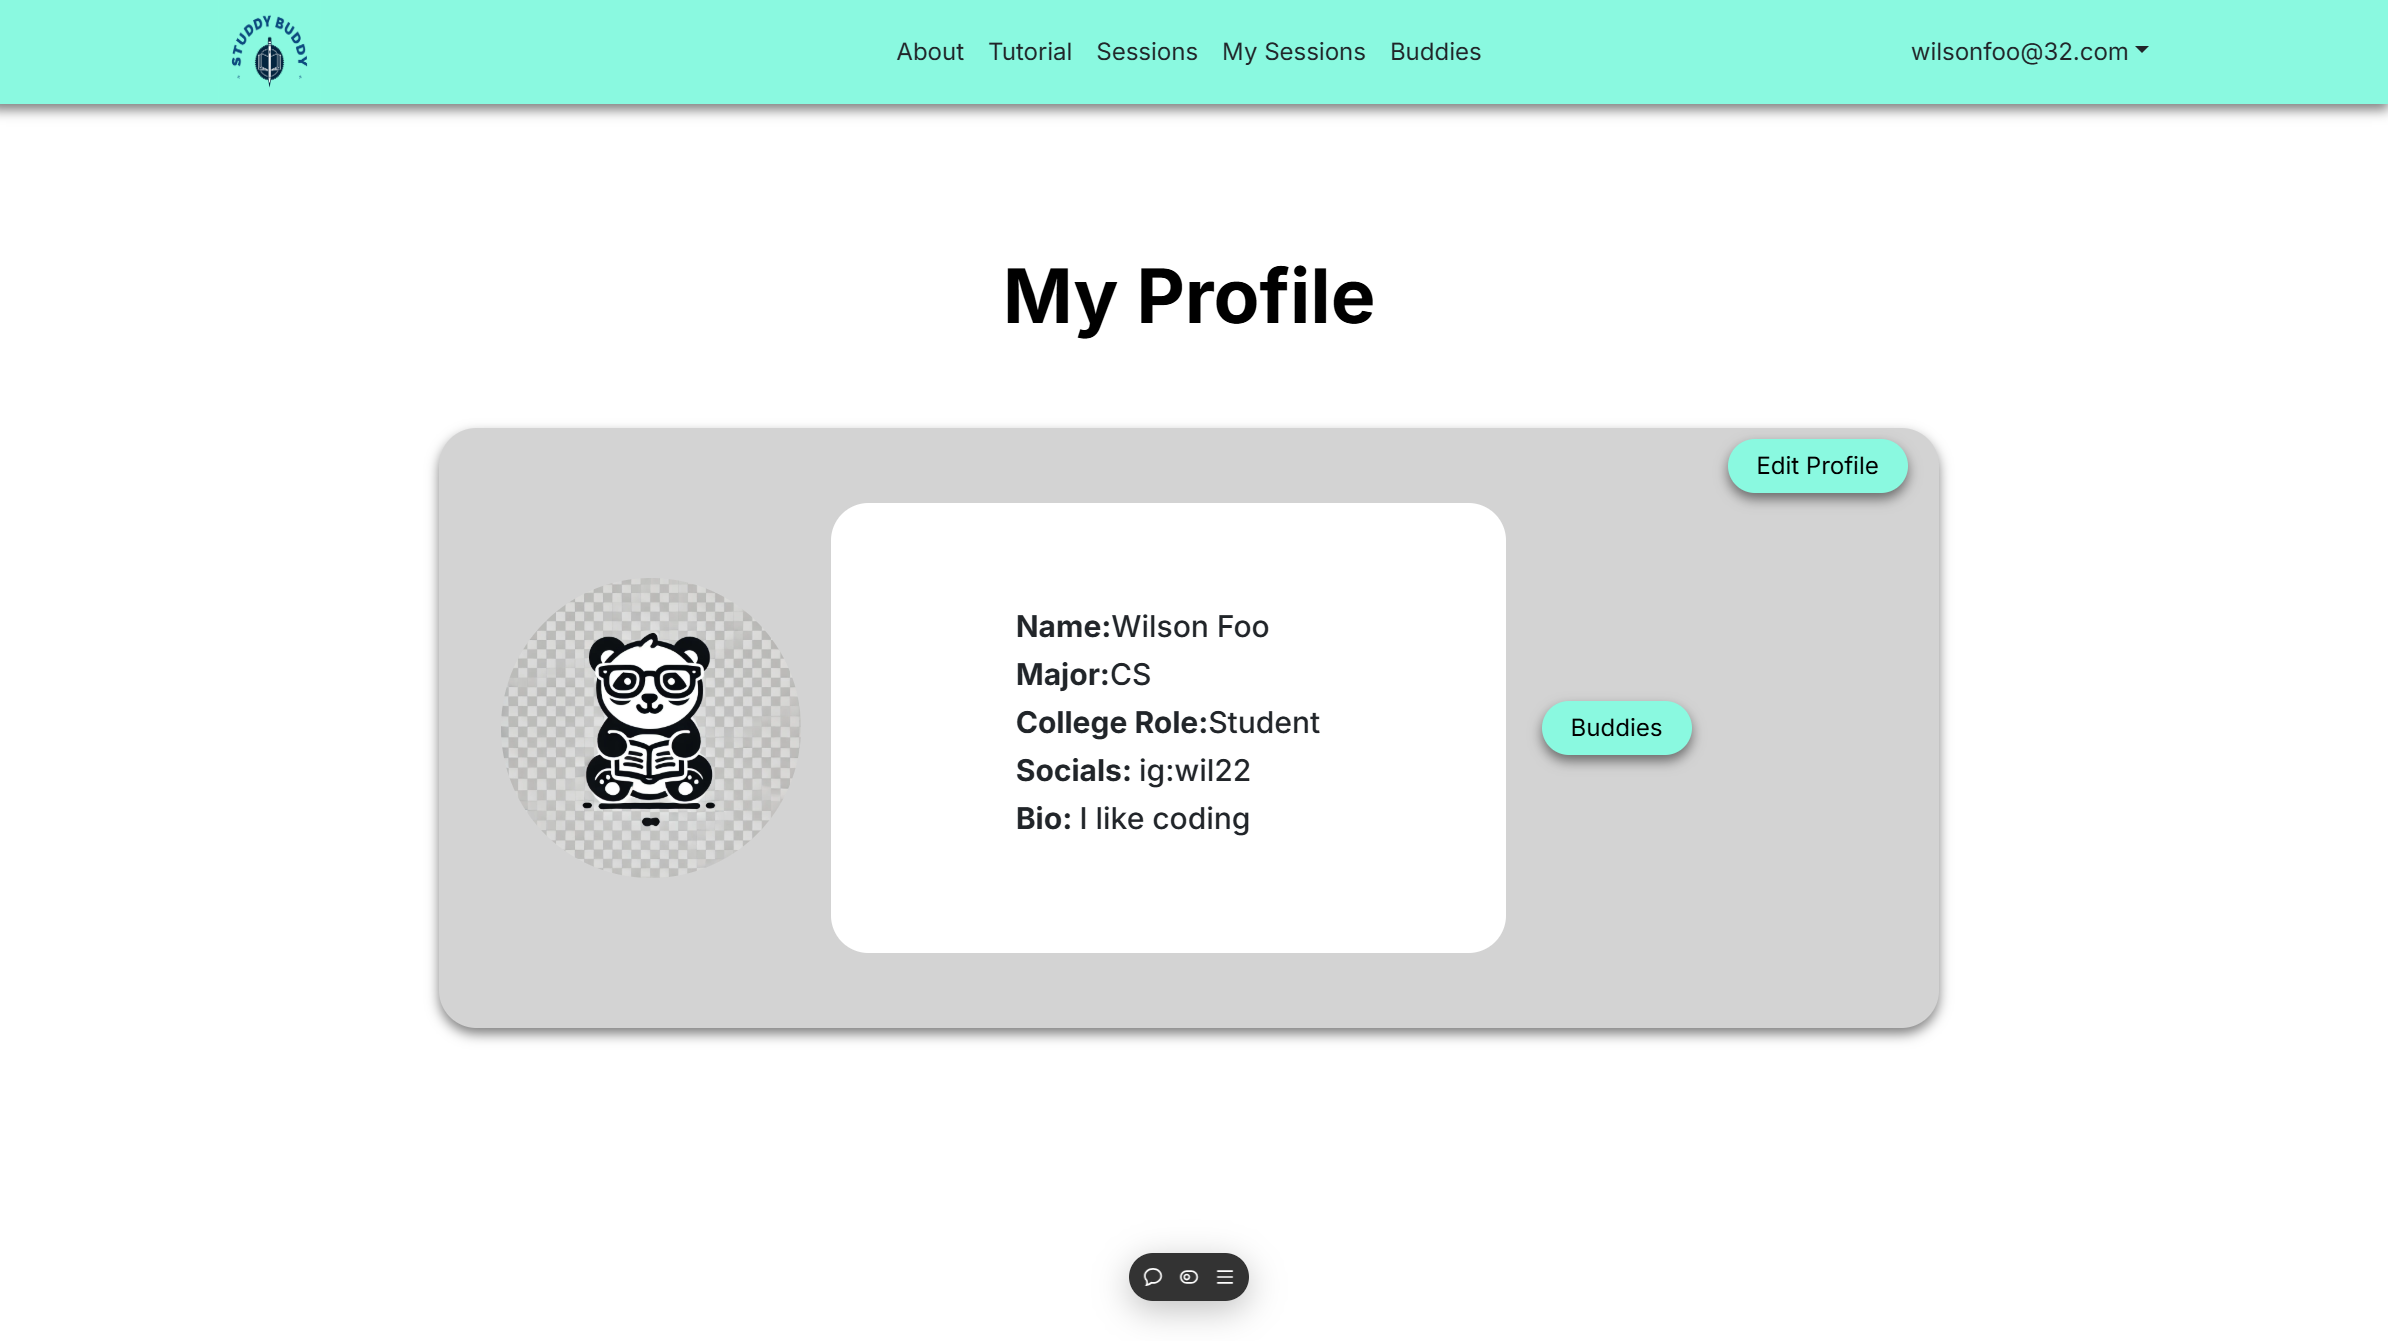 STUDDY BUDDY
About Tutorial Sessions My Sessions Buddies
wilsonfoo@32.com
My Profile
Edit Profile
Name:Wilson Foo
Major:CS
College Role:Student
Socials: ig:wil22
Bio: I like coding
Buddies